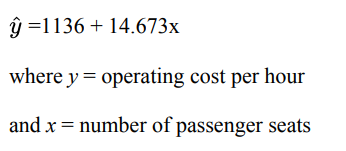 ŷ =1136 + 14.673x
where y = operating cost per hour
and x = number of passenger seats